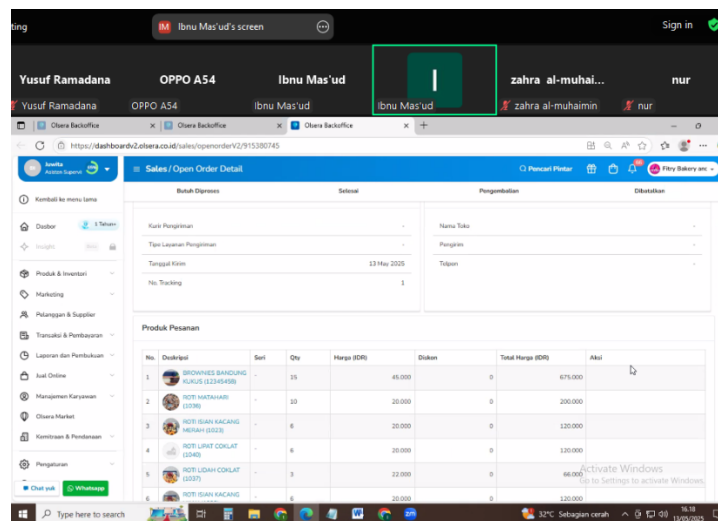 ting
IM Ibnu Mas'ud's screen
Sign in
Yusuf Ramadana
OPPO A54
Ibnu Mas'ud
I
zahra al-muhai...
nur
Yusuf Ramadana
OPPO A54
Ibnu Mas'ud
Ibnu Mas'ud
zahra al-muhaimin
nur
Olsera Backoffice
Olsera Backoffice
Olsera Backoffice
https://dashboardv2.olsera.co.id/sales/openorderV2/915380745
Juwita
Asisten Supervi
Sales / Open Order Detail
Pencari Pintar
Fitry Bakery anc
Kembali ke menu lama
Butuh Diproses
Selesai
Pengembalian
Dibatalkan
Dasbor
1 Tahun+
Insight
Produk & Inventori
Marketing
Pelanggan & Supplier
Transaksi & Pembayaran
Laporan dan Pembukuan
Jual Online
Manajemen Karyawan
Olsera Market
Kemitraan & Pendanaan
Pengaturan
Chat yuk
Whatsapp
Kurir Pengiriman -
Tipe Layanan Pengiriman -
Tanggal Kirim 13 May 2025
No. Tracking 1
Nama Toko -
Pengirim -
Telpon -
Produk Pesanan
No. Deskripsi Seri Qty Harga (IDR) Diskon Total Harga (IDR) Aksi
1 BROWNIES BANDUNG KUKUS (12345458) - 15 45.000 0 675.000
2 ROTI MATAHARI (1036) - 10 20.000 0 200.000
3 ROTI ISIAN KACANG MERAH (1023) - 6 20.000 0 120.000
4 ROTI LIPAT COKLAT (1040) - 6 20.000 0 120.000
5 ROTI LIDAH COKLAT (1037) - 3 22.000 0 66.000
6 ROTI ISIAN KACANG - 6 20.000 0 120.000
Activate Windows
Go to Settings to activate Windows.
Type here to search
32°C Sebagian cerah
16.18
13/05/2025